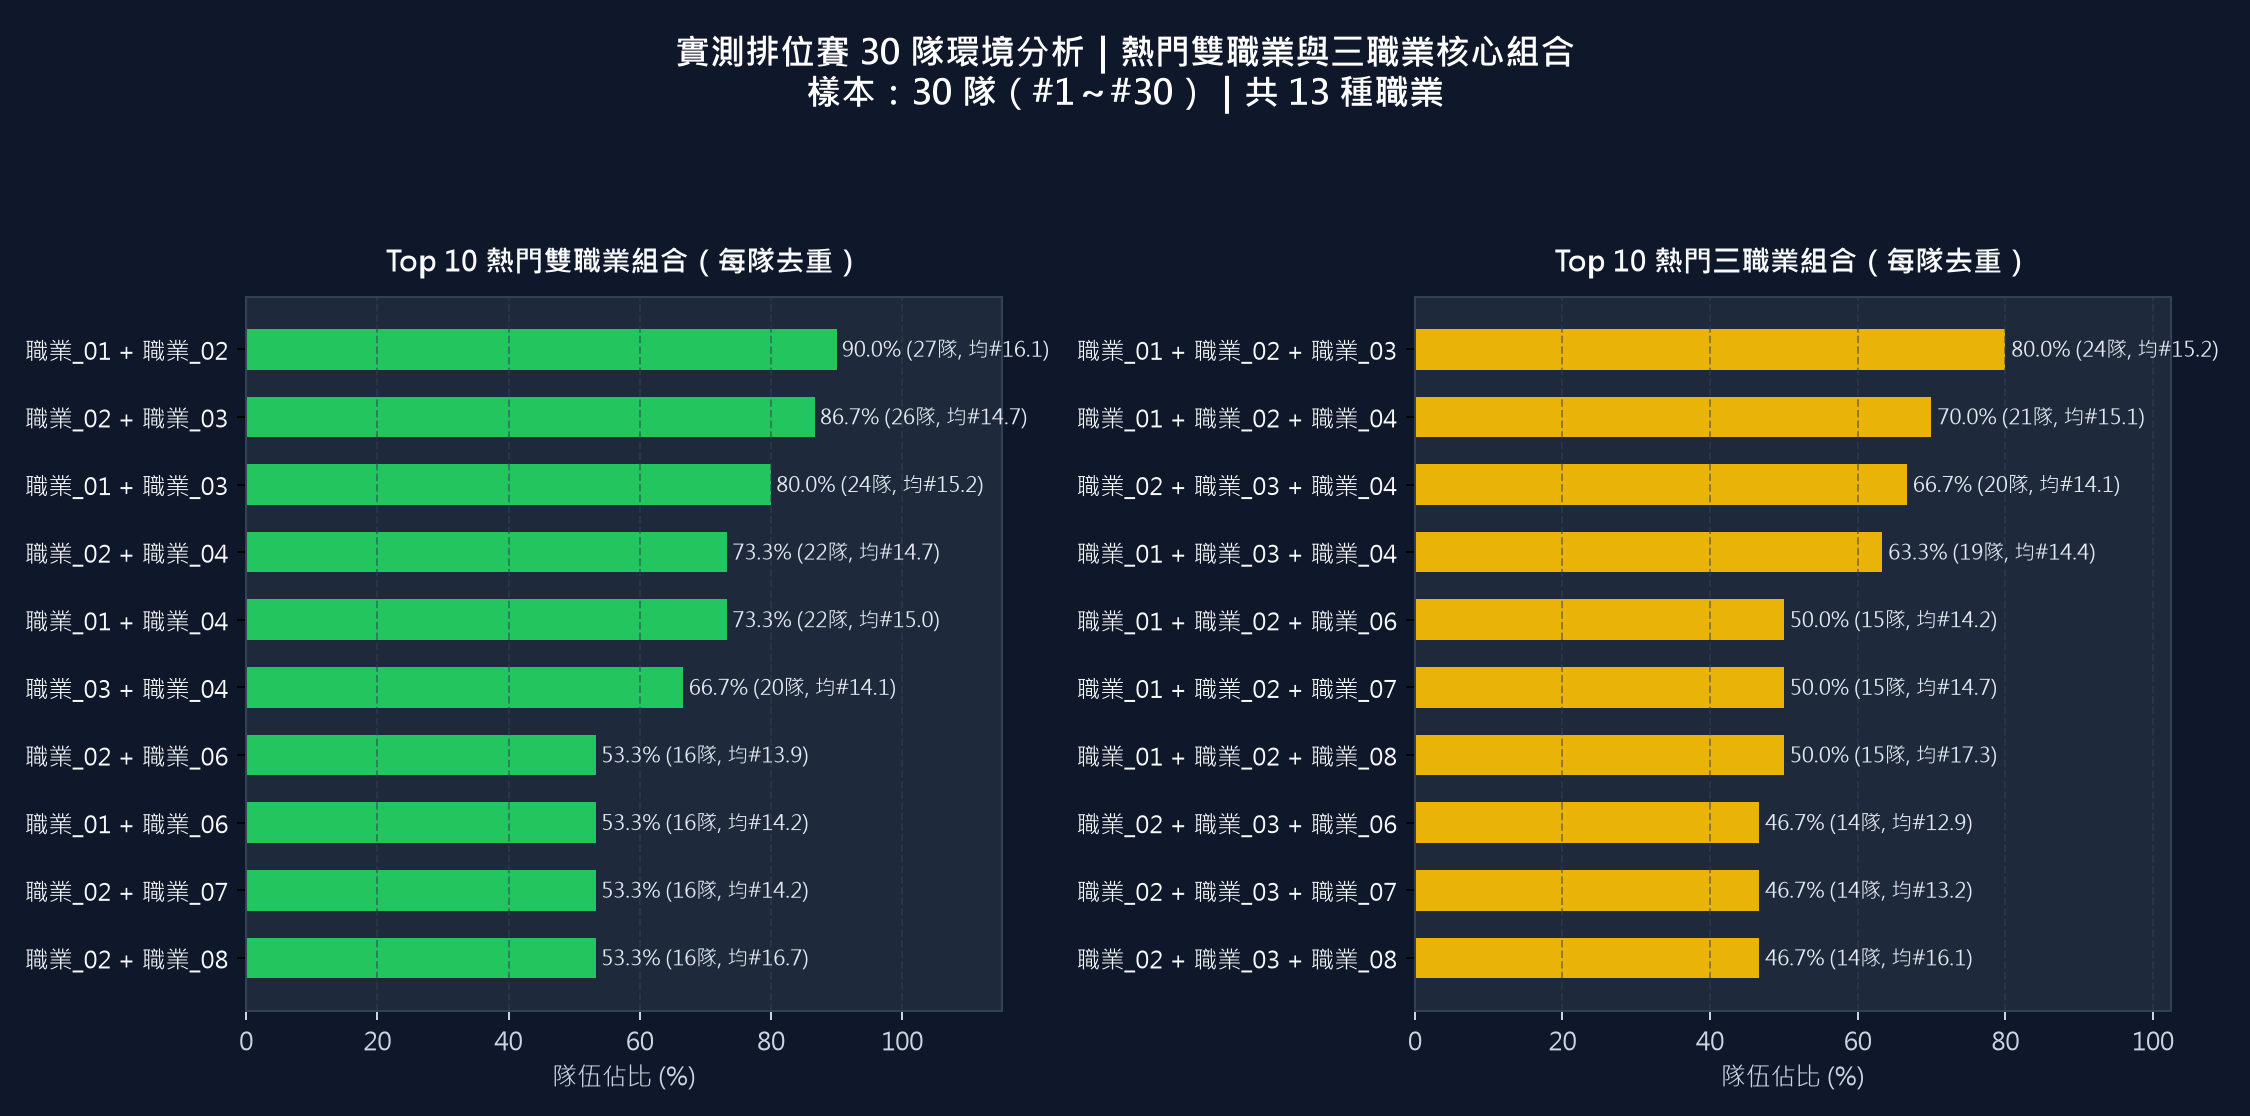 實測排位賽 30 隊環境分析 | 熱門雙職業與三職業核心組合
樣本：30 隊（#1～#30） | 共 13 種職業
Top 10 熱門雙職業組合（每隊去重）
職業_01 + 職業_02 90.0% (27隊, 均#16.1)
職業_02 + 職業_03 86.7% (26隊, 均#14.7)
職業_01 + 職業_03 80.0% (24隊, 均#15.2)
職業_02 + 職業_04 73.3% (22隊, 均#14.7)
職業_01 + 職業_04 73.3% (22隊, 均#15.0)
職業_03 + 職業_04 66.7% (20隊, 均#14.1)
職業_02 + 職業_06 53.3% (16隊, 均#13.9)
職業_01 + 職業_06 53.3% (16隊, 均#14.2)
職業_02 + 職業_07 53.3% (16隊, 均#14.2)
職業_02 + 職業_08 53.3% (16隊, 均#16.7)
0 20 40 60 80 100
隊伍佔比 (%)
Top 10 熱門三職業組合（每隊去重）
職業_01 + 職業_02 + 職業_03 80.0% (24隊, 均#15.2)
職業_01 + 職業_02 + 職業_04 70.0% (21隊, 均#15.1)
職業_02 + 職業_03 + 職業_04 66.7% (20隊, 均#14.1)
職業_01 + 職業_03 + 職業_04 63.3% (19隊, 均#14.4)
職業_01 + 職業_02 + 職業_06 50.0% (15隊, 均#14.2)
職業_01 + 職業_02 + 職業_07 50.0% (15隊, 均#14.7)
職業_01 + 職業_02 + 職業_08 50.0% (15隊, 均#17.3)
職業_02 + 職業_03 + 職業_06 46.7% (14隊, 均#12.9)
職業_02 + 職業_03 + 職業_07 46.7% (14隊, 均#13.2)
職業_02 + 職業_03 + 職業_08 46.7% (14隊, 均#16.1)
0 20 40 60 80 100
隊伍佔比 (%)